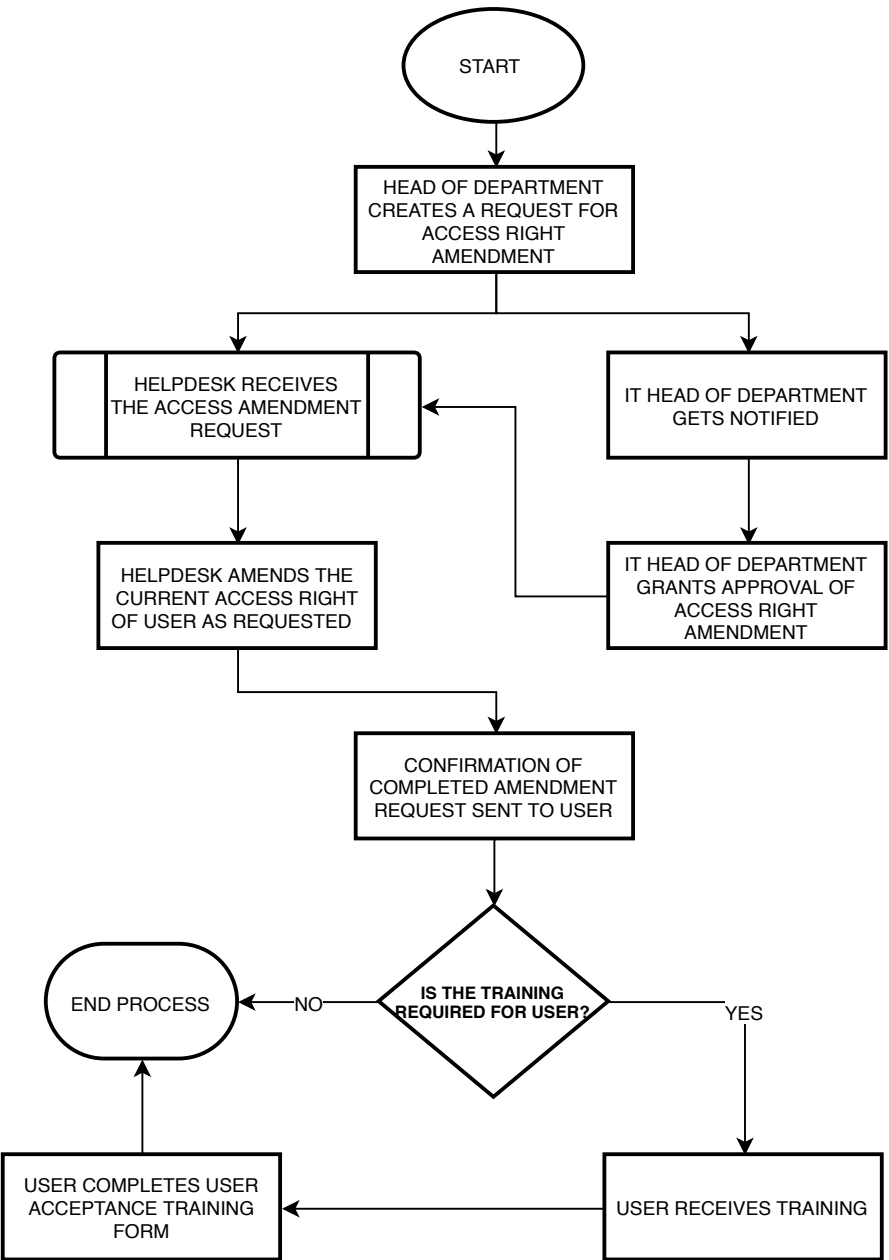 START
HEAD OF DEPARTMENT
CREATES A REQUEST FOR
ACCESS RIGHT
AMENDMENT
HELPDESK RECEIVES
THE ACCESS AMENDMENT
REQUEST
IT HEAD OF DEPARTMENT
GETS NOTIFIED
HELPDESK AMENDS THE
CURRENT ACCESS RIGHT
OF USER AS REQUESTED
IT HEAD OF DEPARTMENT
GRANTS APPROVAL OF
ACCESS RIGHT
AMENDMENT
CONFIRMATION OF
COMPLETED AMENDMENT
REQUEST SENT TO USER
IS THE TRAINING
REQUIRED FOR USER?
NO
END PROCESS
YES
USER COMPLETES USER
ACCEPTANCE TRAINING
FORM
USER RECEIVES TRAINING